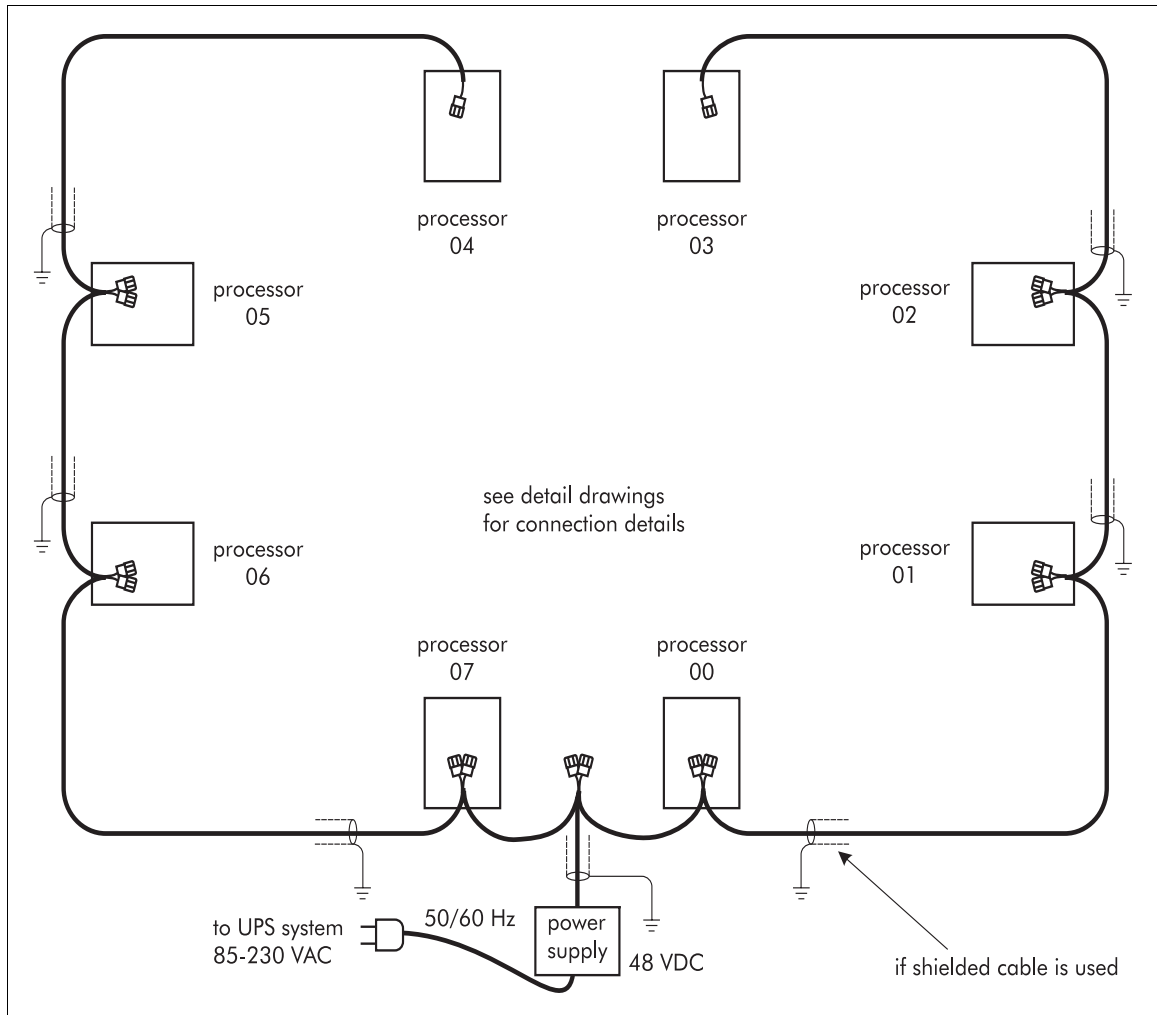 processor
04
processor
03
processor
05
processor
02
see detail drawings
for connection details
processor
06
processor
01
processor
07
processor
00
to UPS system
85-230 VAC
50/60 Hz
power
supply
48 VDC
if shielded cable is used